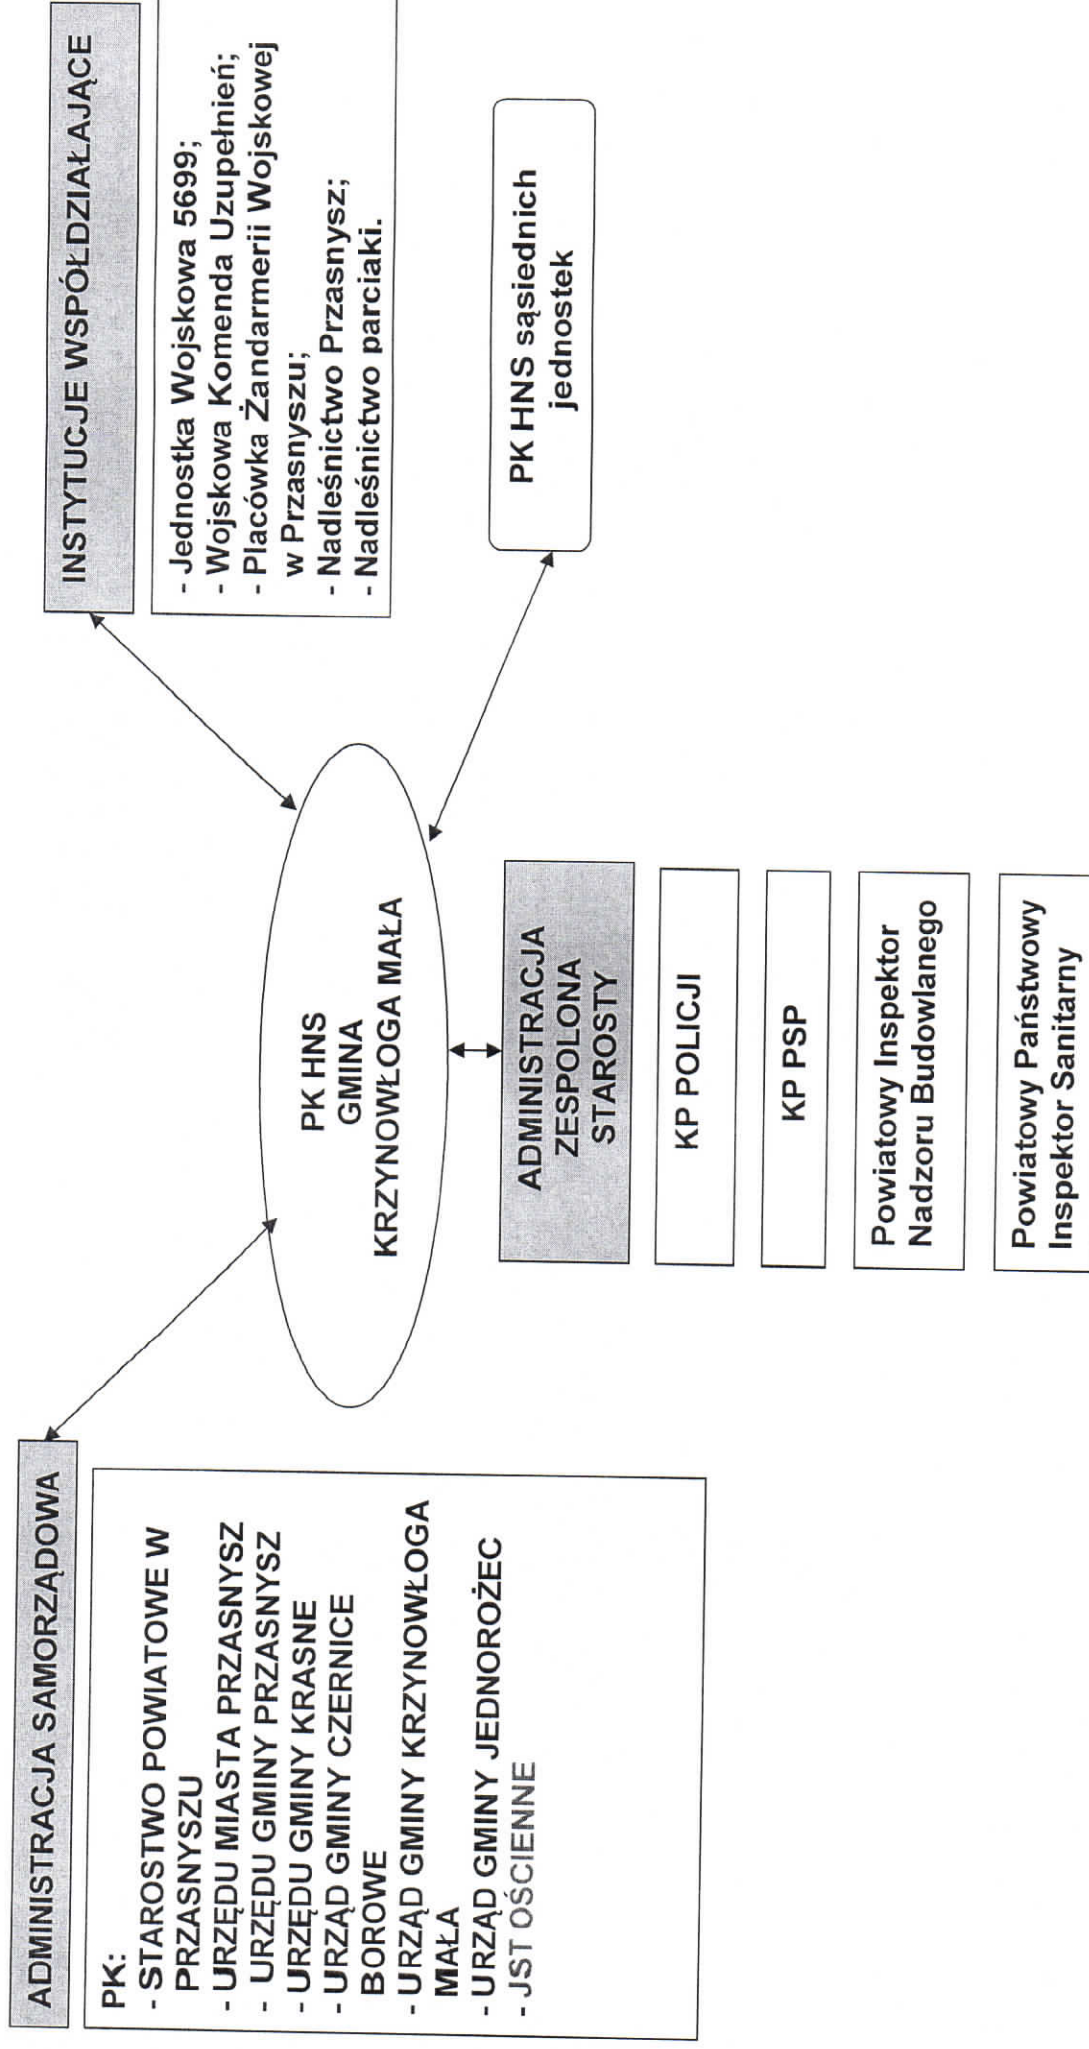 ADMINISTRACJA SAMORZĄDOWA
PK:
- STAROSTWO POWIATOWE W
PRZASNYSZU
- URZĘDU MIASTA PRZASNYSZ
- URZĘDU GMINY PRZASNYSZ
- URZĘDU GMINY KRASNE
- URZĄD GMINY CZERNICE
BOROWE
- URZĄD GMINY KRZYNOWŁOGA
MAŁA
- URZĄD GMINY JEDNOROŻEC
- JST OŚCIENNE
PK HNS
GMINA
KRZYNOWŁOGA MAŁA
ADMINISTRACJA
ZESPOLONA
STAROSTY
KP POLICJI
KP PSP
Powiatowy Inspektor
Nadzoru Budowlanego
Powiatowy Państwowy
Inspektor Sanitarny
INSTYTUCJE WSPÓŁDZIAŁAJĄCE
- Jednostka Wojskowa 5699;
- Wojskowa Komenda Uzupełnień;
- Placówka Żandarmerii Wojskowej
w Przasnyszu;
- Nadleśnictwo Przasnysz;
- Nadleśnictwo parciaki.
PK HNS sąsiednich
jednostek